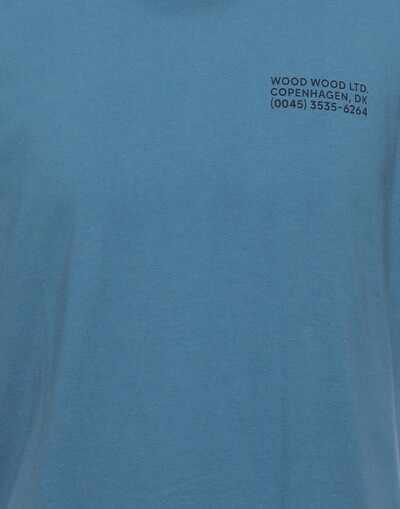 WOOD WOOD LTD.
COPENHAGEN, DK
(0045) 3535-6264